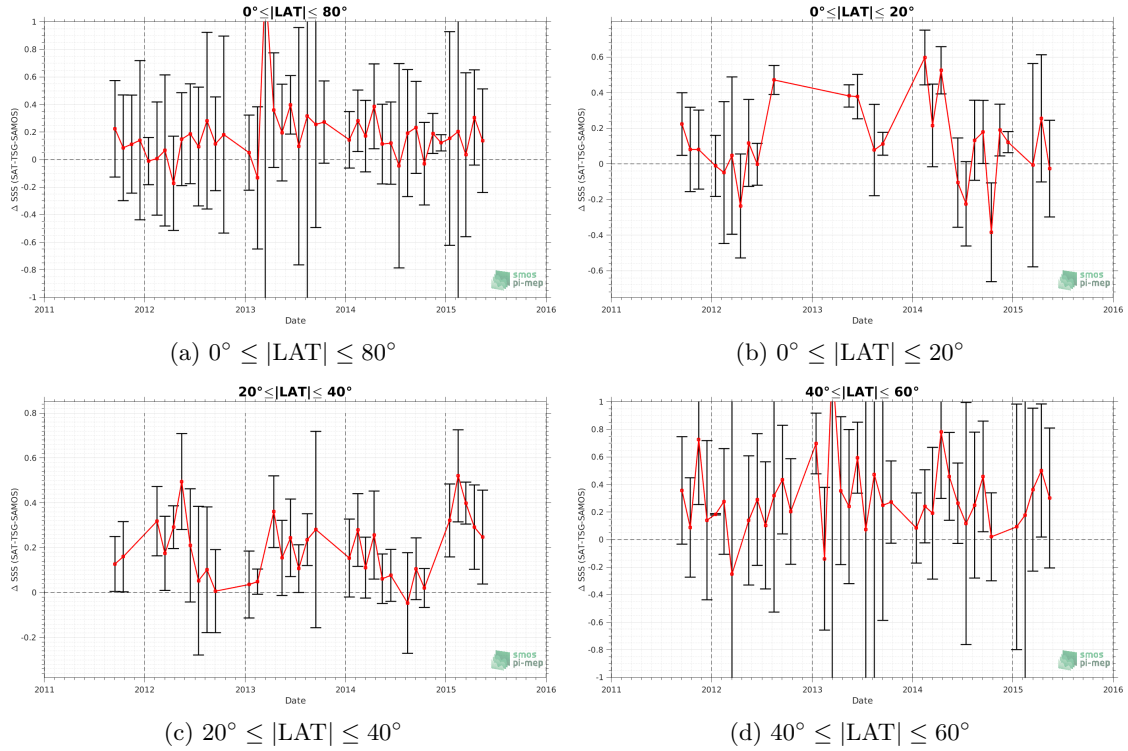 0°≤|LAT|≤ 80°
1
0.8
0.6
0.4
0.2
0
-0.2
-0.4
-0.6
-0.8
-1
Δ SSS (SAT-TSG-SAMOS)
2011 2012 2013 2014 2015 2016
Date
smos
pi-mep
(a) 0° ≤ |LAT| ≤ 80°
0°≤|LAT|≤ 20°
0.6
0.4
0.2
0
-0.2
-0.4
-0.6
Δ SSS (SAT-TSG-SAMOS)
2011 2012 2013 2014 2015 2016
Date
smos
pi-mep
(b) 0° ≤ |LAT| ≤ 20°
20°≤|LAT|≤ 40°
0.8
0.6
0.4
0.2
0
-0.2
Δ SSS (SAT-TSG-SAMOS)
2011 2012 2013 2014 2015 2016
Date
smos
pi-mep
(c) 20° ≤ |LAT| ≤ 40°
40°≤|LAT|≤ 60°
1
0.8
0.6
0.4
0.2
0
-0.2
-0.4
-0.6
-0.8
-1
Δ SSS (SAT-TSG-SAMOS)
2011 2012 2013 2014 2015 2016
Date
smos
pi-mep
(d) 40° ≤ |LAT| ≤ 60°